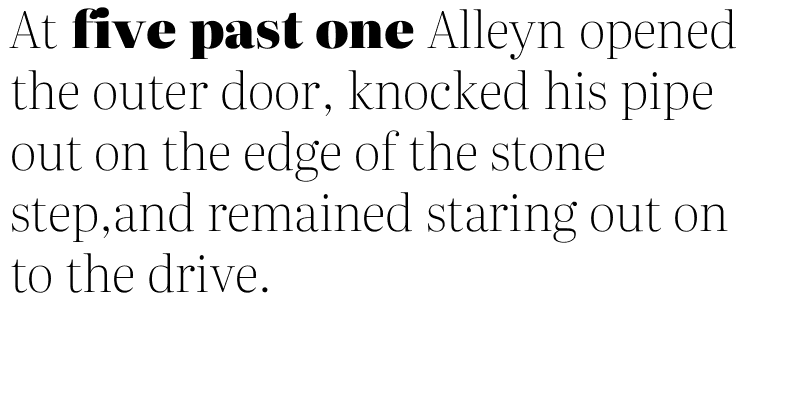 At five past one Alleyn opened
the outer door, knocked his pipe
out on the edge of the stone
step,and remained staring out on
to the drive.